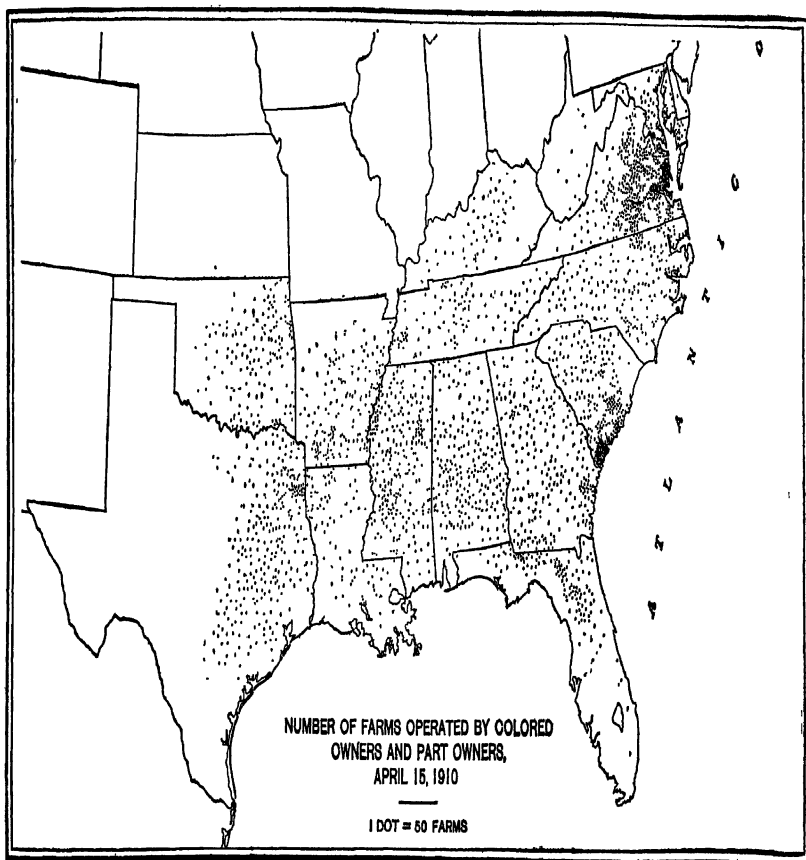 NUMBER OF FARMS OPERATED BY COLORED
OWNERS AND PART OWNERS,
APRIL 15, 1910
1 DOT = 50 FARMS